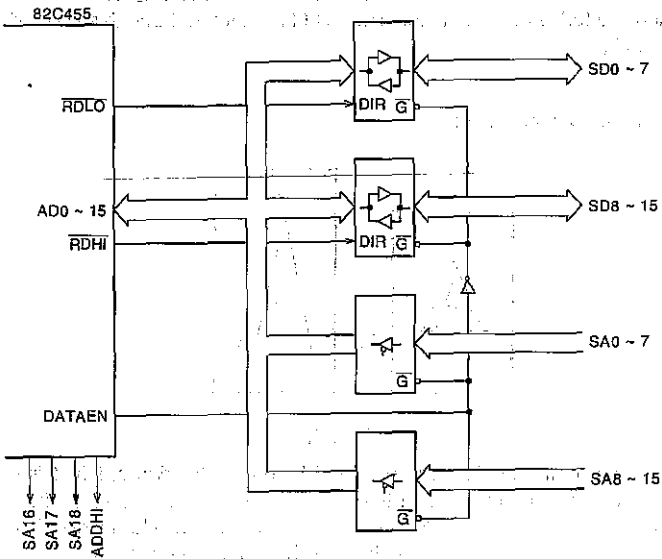 82C455
SD0 ~ 7
RDLO
DIR G
AD0 ~ 15
SD8 ~ 15
RDHI
DIR G
SA0 ~ 7
G
DATAEN
SA8 ~ 15
G
SA16
SA17
SA18
ADDHI